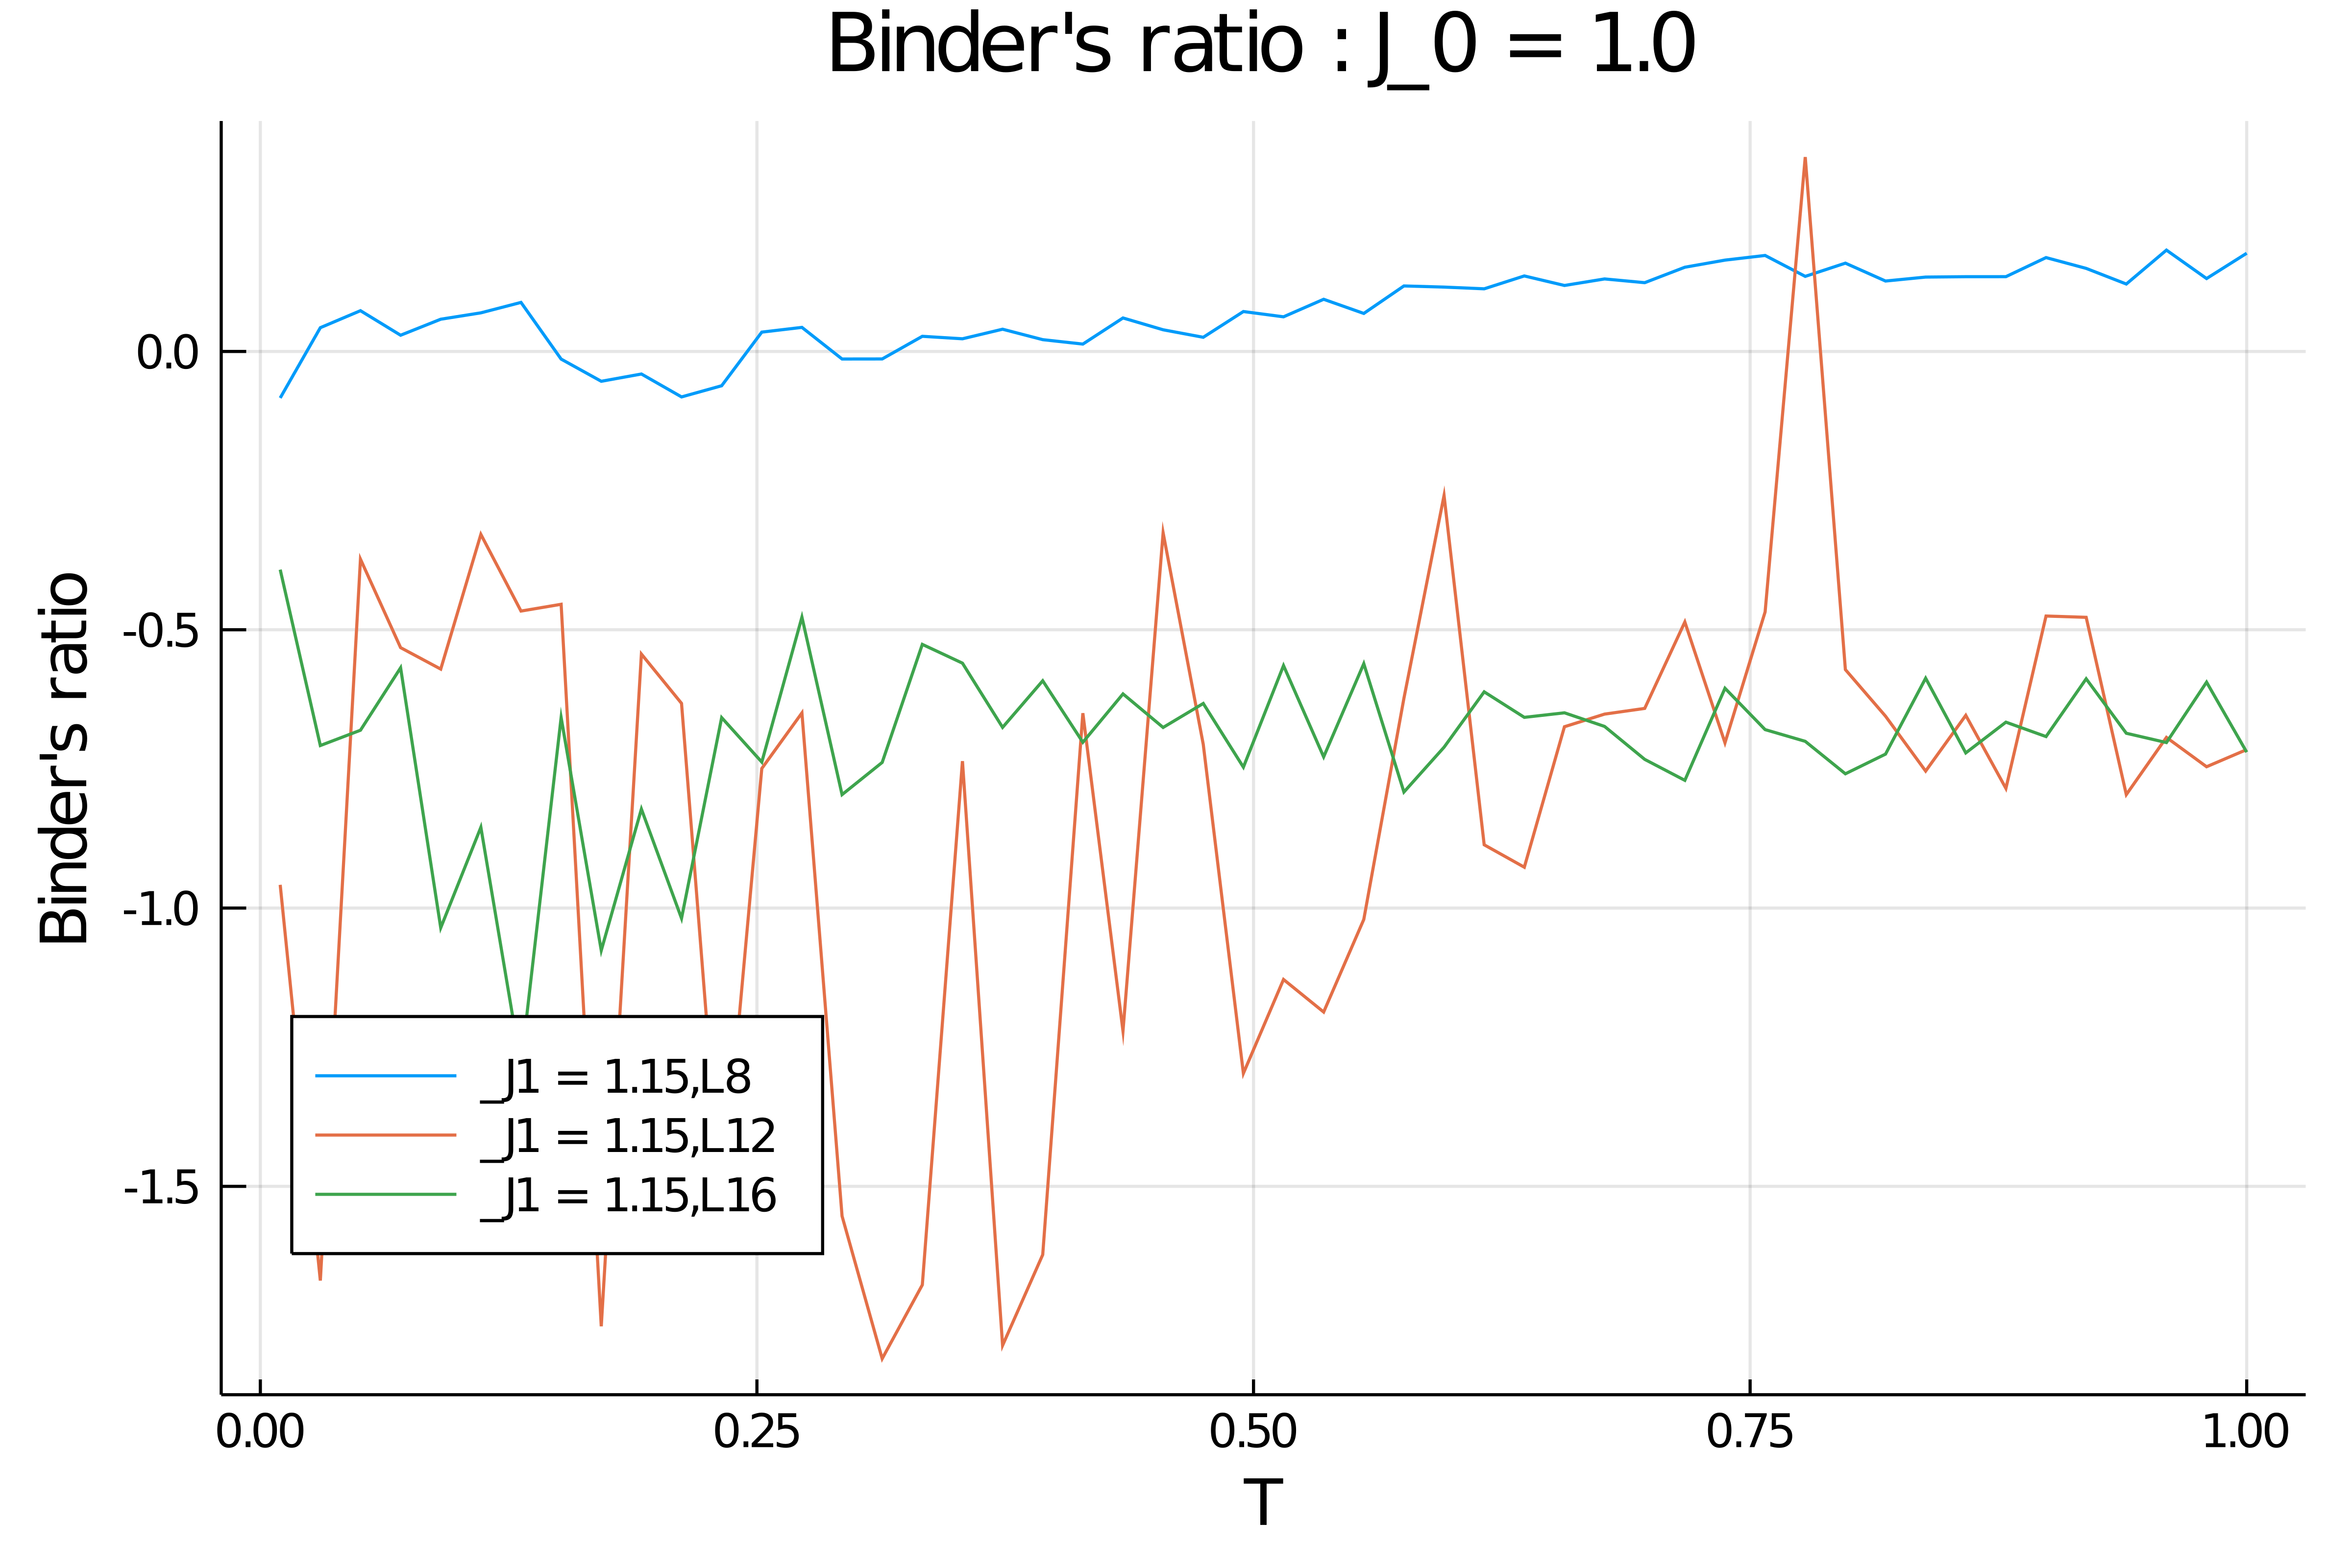 Binder's ratio : J_0 = 1.0
Binder's ratio
0.0
-0.5
-1.0
-1.5
_J1 = 1.15,L8
_J1 = 1.15,L12
_J1 = 1.15,L16
0.00 0.25 0.50 0.75 1.00
T